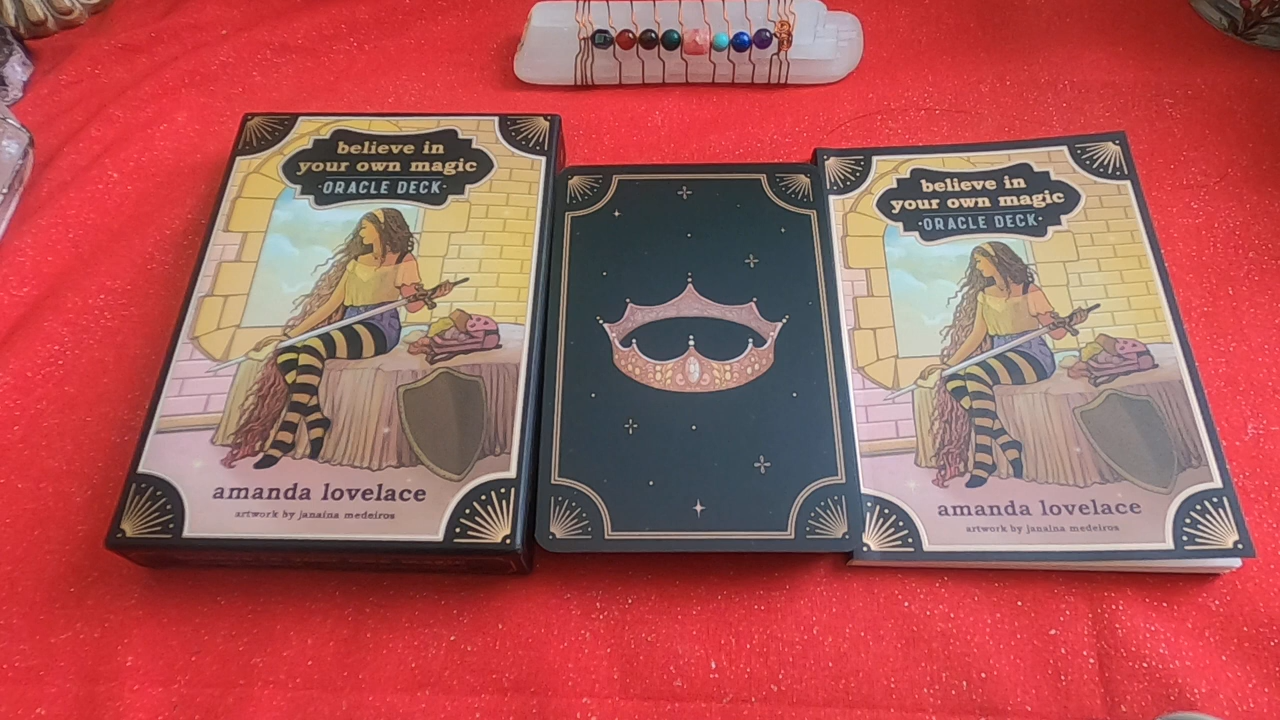 believe in
your own magic
·ORACLE DECK·
amanda lovelace
artwork by janaina medeiros
believe in
your own magic
·ORACLE DECK·
amanda lovelace
artwork by janaina medeiros